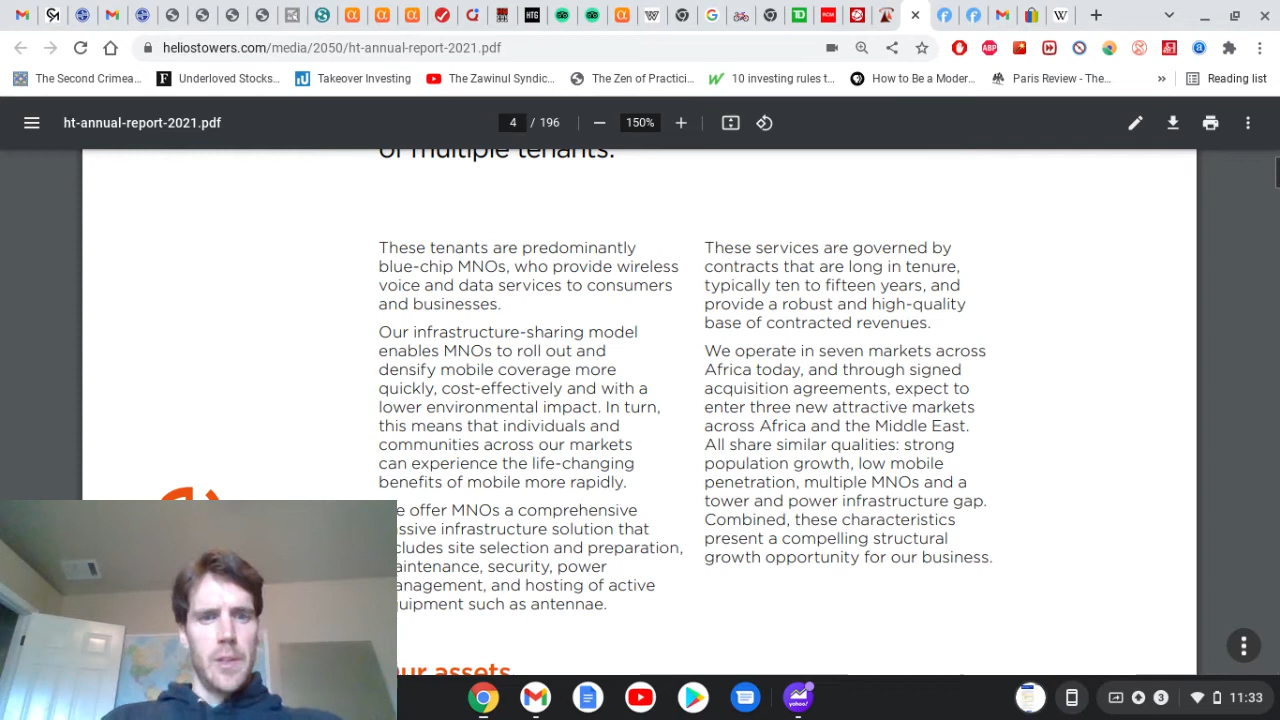 heliostowers.com/media/2050/ht-annual-report-2021.pdf
The Second Crimea...
Underloved Stocks...
Takeover Investing
The Zawinul Syndic...
The Zen of Practici...
10 investing rules t...
How to Be a Moder...
Paris Review - The...
Reading list
ht-annual-report-2021.pdf
4 / 196
150%
of multiple tenants.
These tenants are predominantly
blue-chip MNOs, who provide wireless
voice and data services to consumers
and businesses.
Our infrastructure-sharing model
enables MNOs to roll out and
densify mobile coverage more
quickly, cost-effectively and with a
lower environmental impact. In turn,
this means that individuals and
communities across our markets
can experience the life-changing
benefits of mobile more rapidly.
e offer MNOs a comprehensive
assive infrastructure solution that
cludes site selection and preparation,
aintenance, security, power
anagement, and hosting of active
quipment such as antennae.
These services are governed by
contracts that are long in tenure,
typically ten to fifteen years, and
provide a robust and high-quality
base of contracted revenues.
We operate in seven markets across
Africa today, and through signed
acquisition agreements, expect to
enter three new attractive markets
across Africa and the Middle East.
All share similar qualities: strong
population growth, low mobile
penetration, multiple MNOs and a
tower and power infrastructure gap.
Combined, these characteristics
present a compelling structural
growth opportunity for our business.
ur assets
11:33